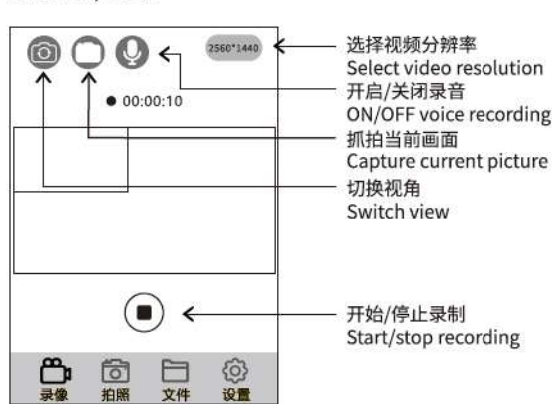 2560*1440
00:00:10
选择视频分辨率
Select video resolution
开启/关闭录音
ON/OFF voice recording
抓拍当前画面
Capture current picture
切换视角
Switch view
开始/停止录制
Start/stop recording
录像 拍照 文件 设置